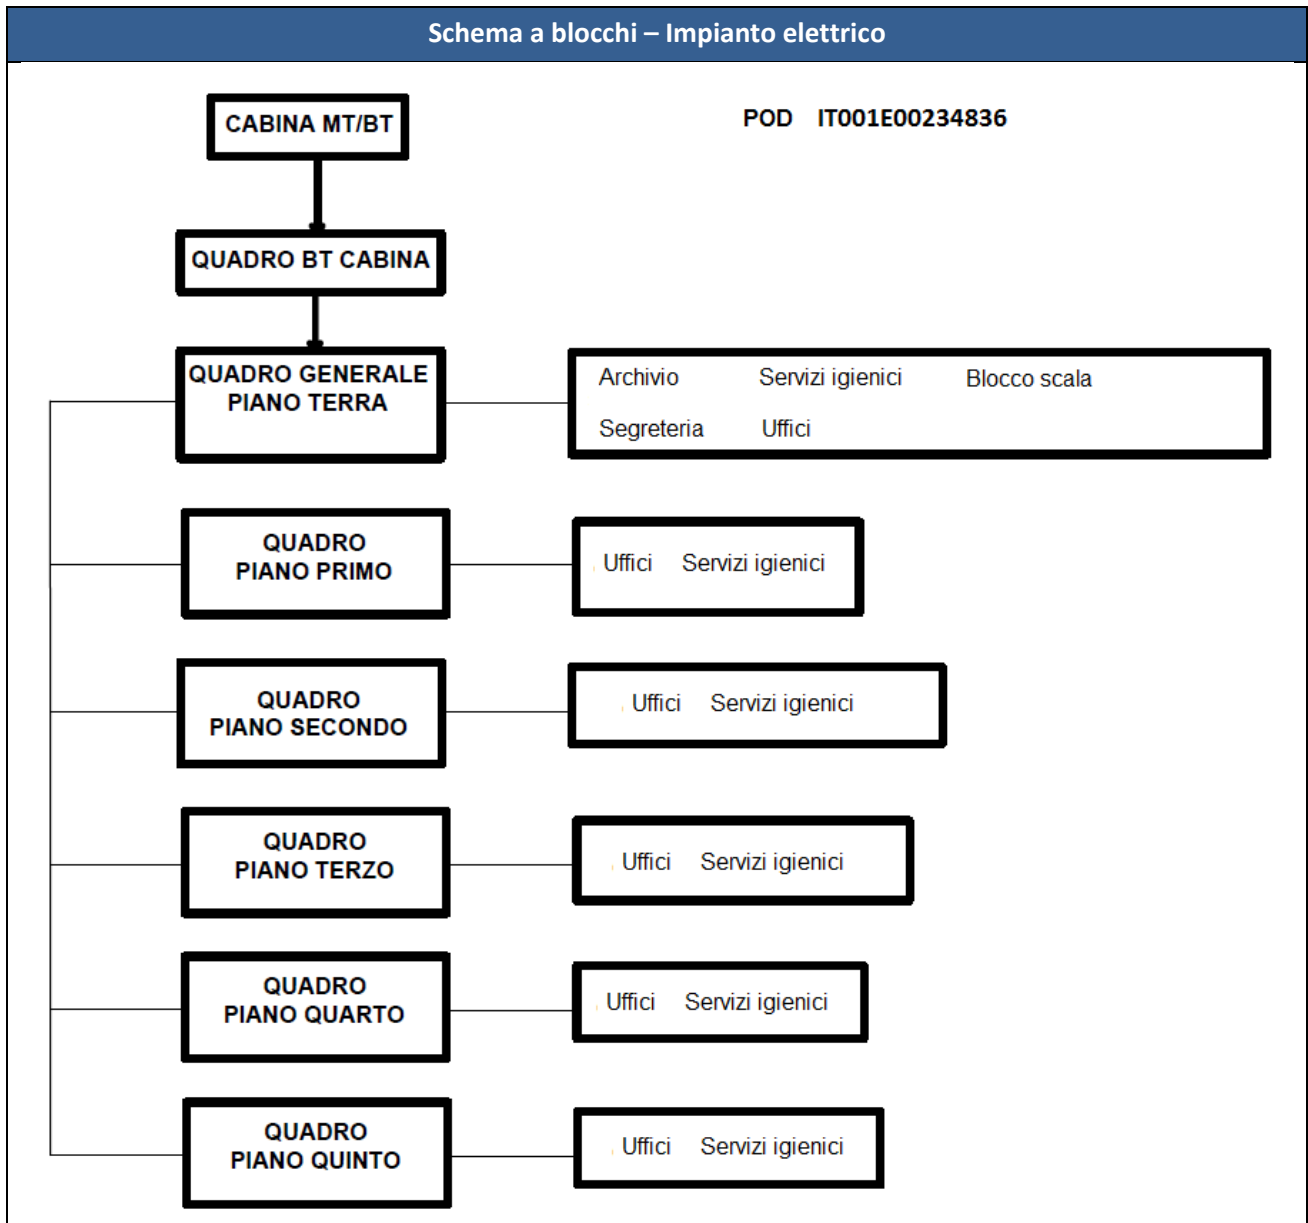 Schema a blocchi – Impianto elettrico
CABINA MT/BT
POD IT001E00234836
QUADRO BT CABINA
QUADRO GENERALE
PIANO TERRA
Archivio Servizi igienici Blocco scala
Segreteria Uffici
QUADRO
PIANO PRIMO
Uffici Servizi igienici
QUADRO
PIANO SECONDO
Uffici Servizi igienici
QUADRO
PIANO TERZO
Uffici Servizi igienici
QUADRO
PIANO QUARTO
Uffici Servizi igienici
QUADRO
PIANO QUINTO
Uffici Servizi igienici